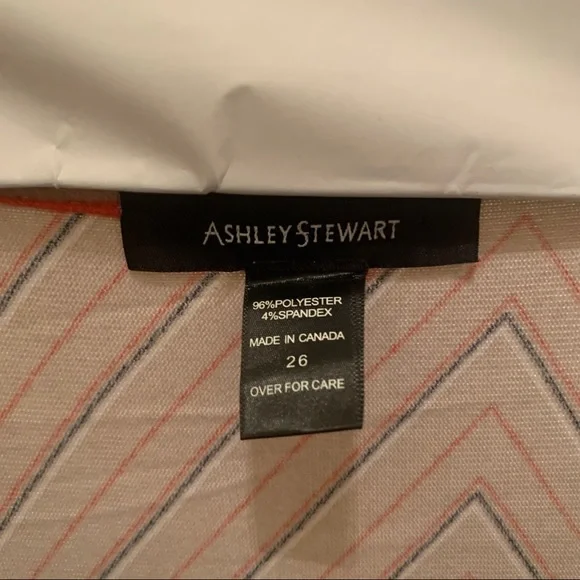 ASHLEY STEWART
96%POLYESTER
4%SPANDEX
MADE IN CANADA
26
OVER FOR CARE